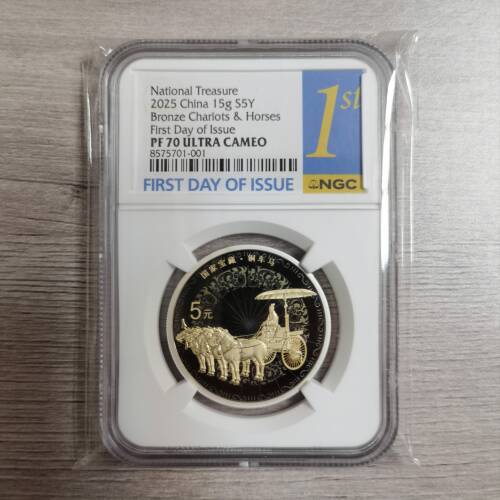 National Treasure
2025 China 15g S5Y
Bronze Chariots & Horses
First Day of Issue
PF 70 ULTRA CAMEO
8575701-001
FIRST DAY OF ISSUE
1st
NGC
国家宝藏·铜车马
5元